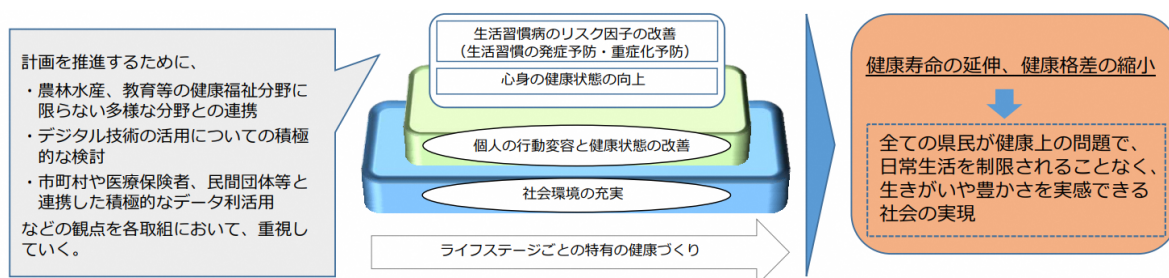 計画を推進するために、
・農林水産、教育等の健康福祉分野に
限らない多様な分野との連携
・デジタル技術の活用についての積極
的な検討
・市町村や医療保険者、民間団体等と
連携した積極的なデータ利活用
などの観点を各取組において、重視し
ていく。
生活習慣病のリスク因子の改善
（生活習慣の発症予防・重症化予防）
心身の健康状態の向上
個人の行動変容と健康状態の改善
社会環境の充実
ライフステージごとの特有の健康づくり
健康寿命の延伸、健康格差の縮小
全ての県民が健康上の問題で、
日常生活を制限されることなく、
生きがいや豊かさを実感できる
社会の実現